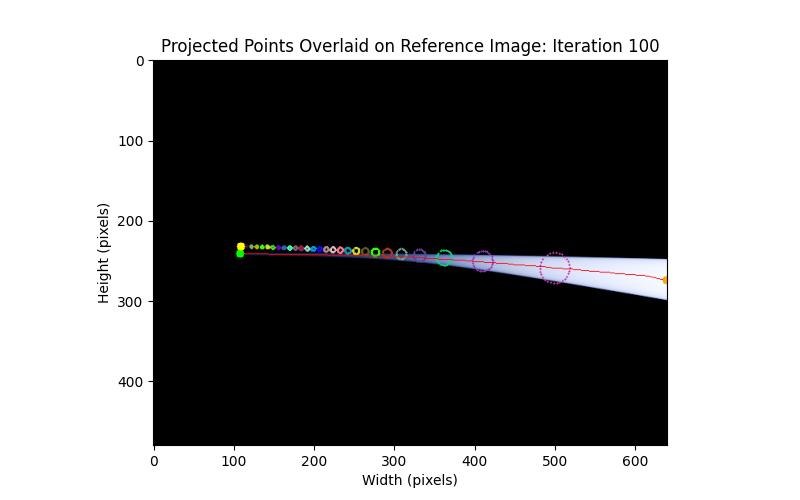 Projected Points Overlaid on Reference Image: Iteration 100
0
100
200
300
400
Height (pixels)
0 100 200 300 400 500 600
Width (pixels)